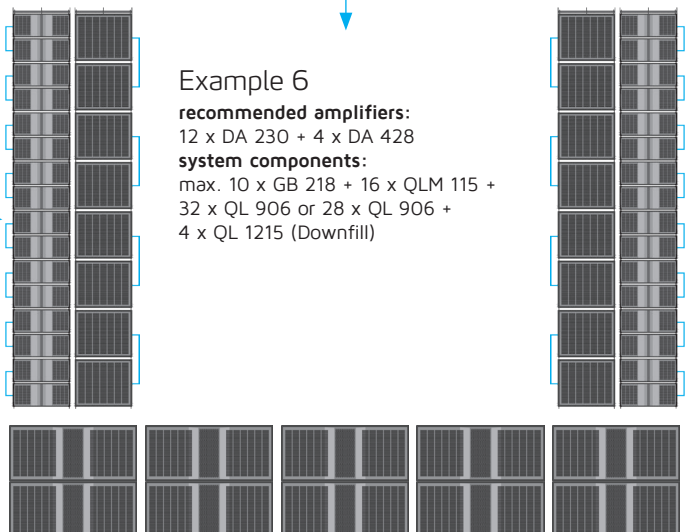 Example 6
recommended amplifiers:
12 x DA 230 + 4 x DA 428
system components:
max. 10 x GB 218 + 16 x QLM 115 +
32 x QL 906 or 28 x QL 906 +
4 x QL 1215 (Downfill)